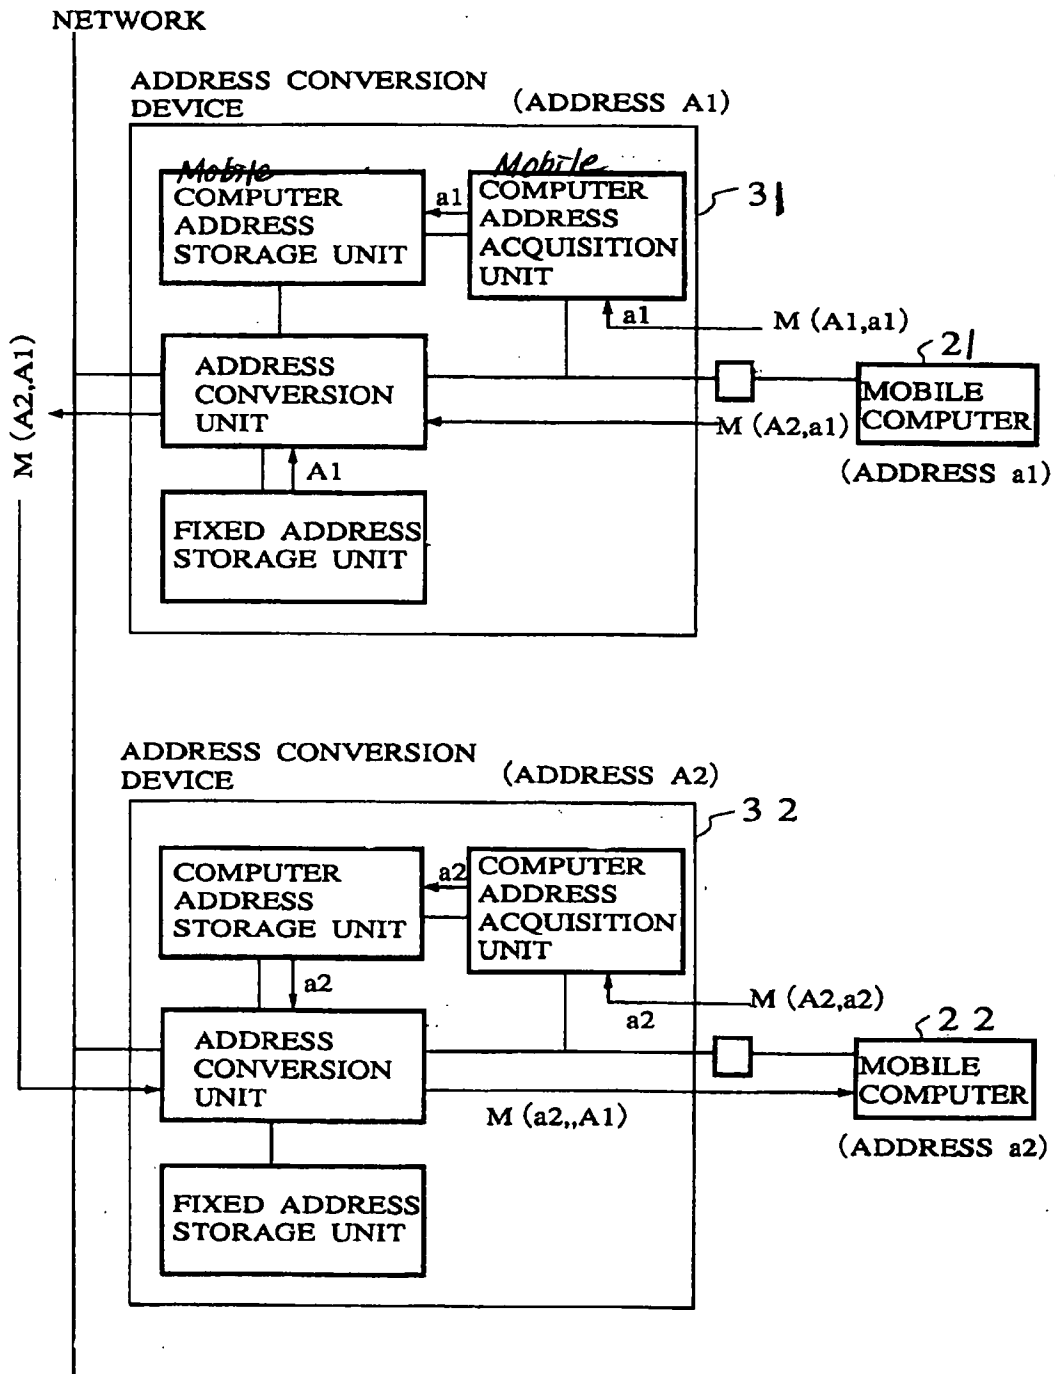 NETWORK
ADDRESS CONVERSION
DEVICE
(ADDRESS A1)
Mobile
COMPUTER
ADDRESS
STORAGE UNIT
a1
Mobile
COMPUTER
ADDRESS
ACQUISITION
UNIT
31
a1
M (A1,a1)
M (A2,A1)
ADDRESS
CONVERSION
UNIT
21
MOBILE
COMPUTER
M (A2,a1)
(ADDRESS a1)
A1
FIXED ADDRESS
STORAGE UNIT
ADDRESS CONVERSION
DEVICE
(ADDRESS A2)
32
COMPUTER
ADDRESS
STORAGE UNIT
a2
COMPUTER
ADDRESS
ACQUISITION
UNIT
a2
a2
M (A2,a2)
ADDRESS
CONVERSION
UNIT
22
MOBILE
COMPUTER
M (a2,,A1)
(ADDRESS a2)
FIXED ADDRESS
STORAGE UNIT